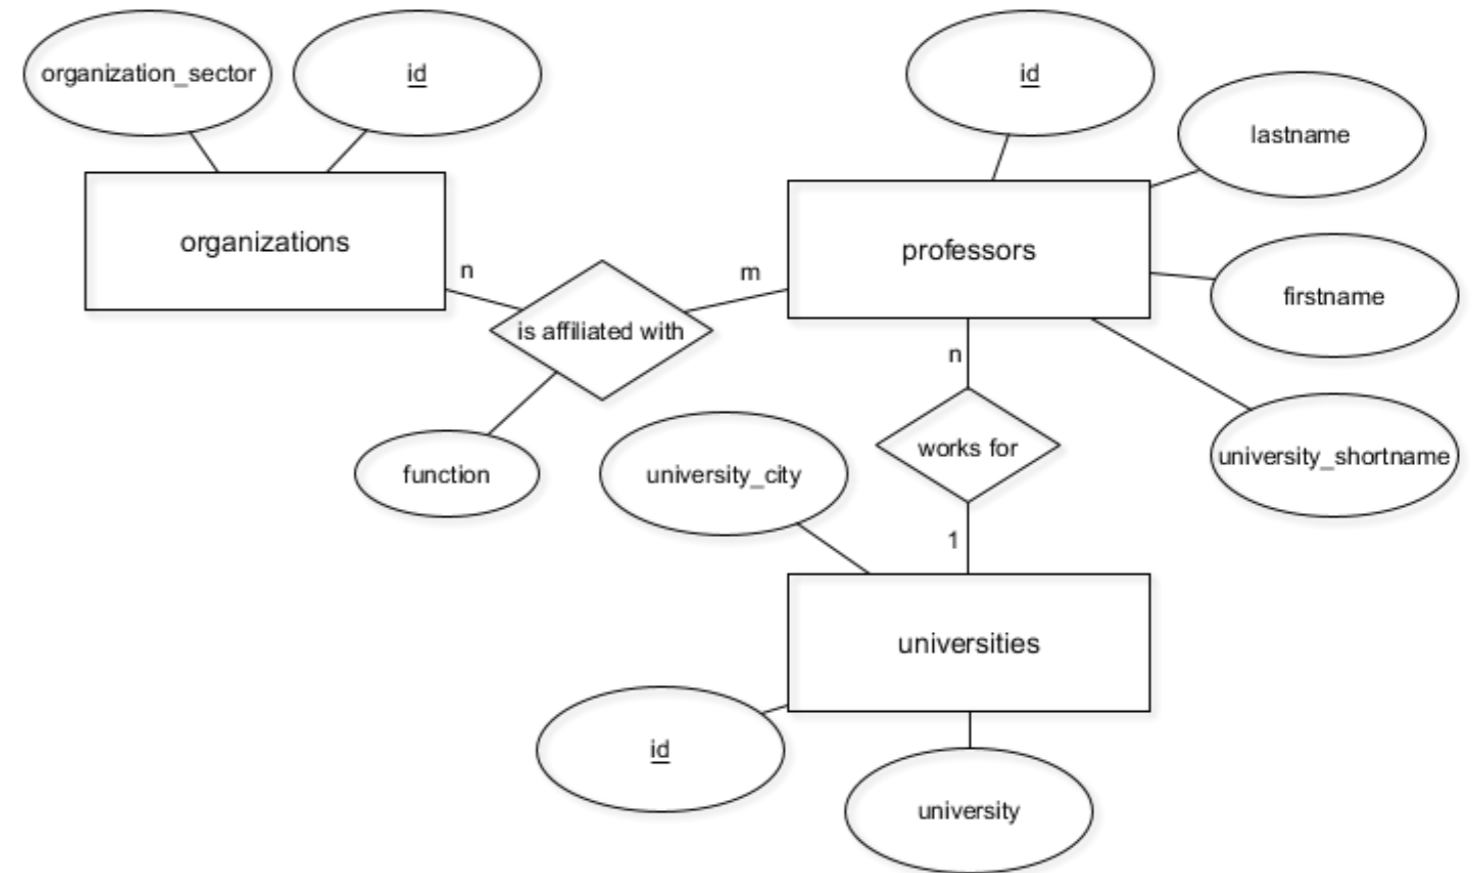 organization_sector
id
id
lastname
organizations
professors
n
m
firstname
is affiliated with
n
function
university_city
works for
university_shortname
1
universities
id
university